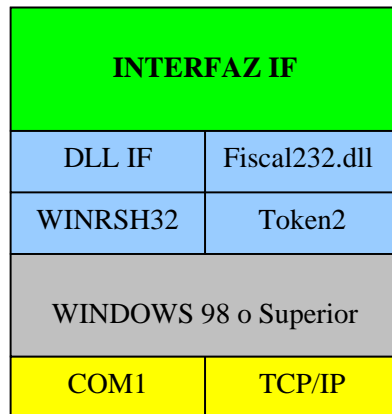 INTERFAZ IF
DLL IF
Fiscal232.dll
WINRSH32
Token2
WINDOWS 98 o Superior
COM1
TCP/IP